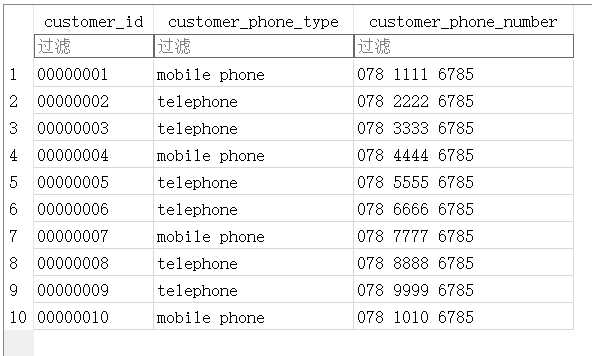 customer_id customer_phone_type customer_phone_number
过滤 过滤 过滤
1 00000001 mobile phone 078 1111 6785
2 00000002 telephone 078 2222 6785
3 00000003 telephone 078 3333 6785
4 00000004 mobile phone 078 4444 6785
5 00000005 telephone 078 5555 6785
6 00000006 telephone 078 6666 6785
7 00000007 mobile phone 078 7777 6785
8 00000008 telephone 078 8888 6785
9 00000009 telephone 078 9999 6785
10 00000010 mobile phone 078 1010 6785